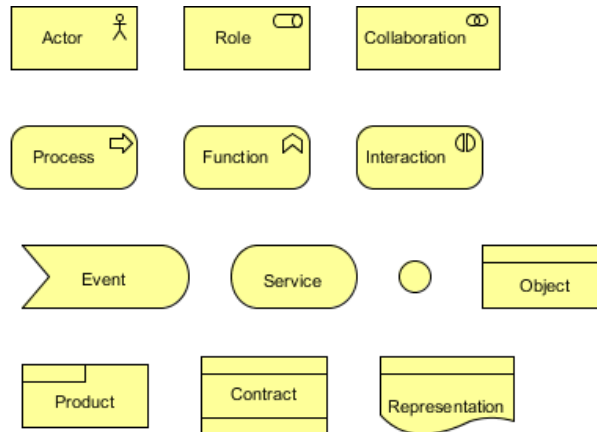 Actor
Role
Collaboration
Process
Function
Interaction
Event
Service
Object
Product
Contract
Representation